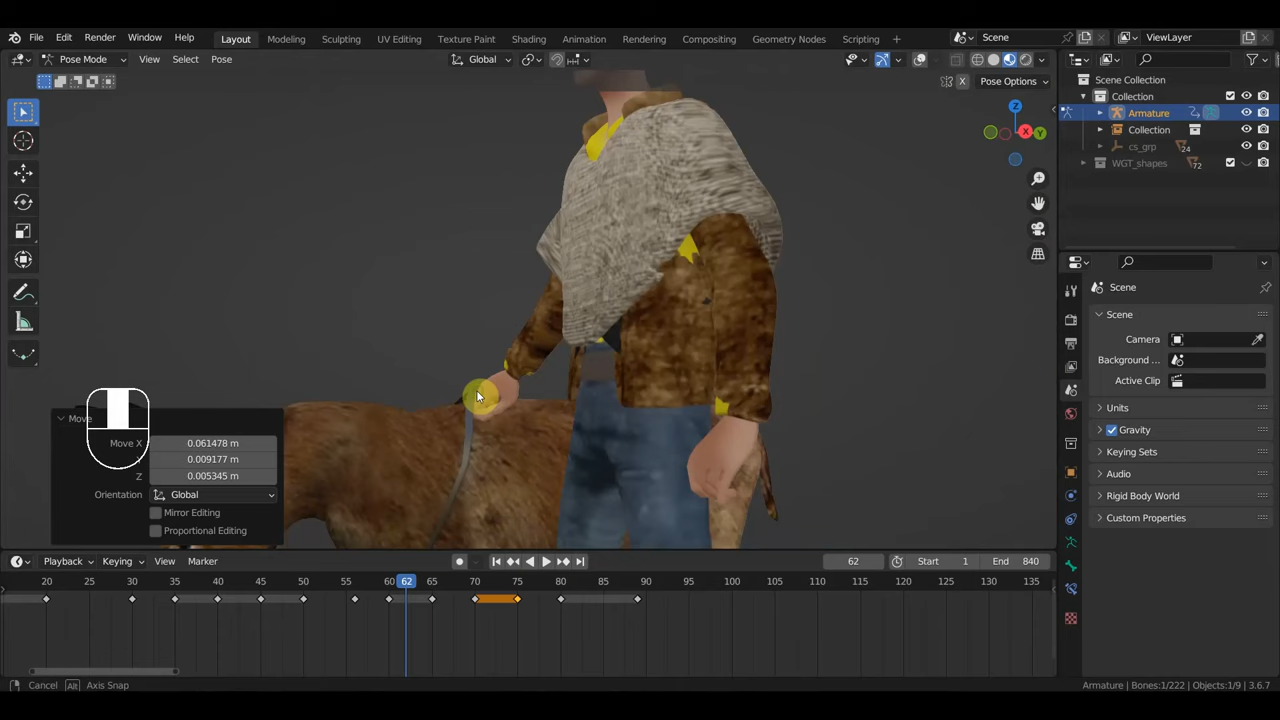 File Edit Render Window Help Layout Modeling Sculpting UV Editing Texture Paint Shading Animation Rendering Compositing Geometry Nodes Scripting + Scene ViewLayer
Pose Mode View Select Pose Global X Pose Options
Scene Collection
Collection
Armature
Collection
cs_grp 24
WGT_shapes 72
Z
X
Y
Scene
Scene
Camera
Background ...
Active Clip
Units
Gravity
Keying Sets
Audio
Rigid Body World
Custom Properties
Move
Move X 0.061478 m
0.009177 m
Z 0.005345 m
Orientation Global
Mirror Editing
Proportional Editing
Playback Keying View Marker 62 Start 1 End 840
20 25 30 35 40 45 50 55 62 65 70 75 80 85 90 95 100 105 110 115 120 125 130 135
Cancel Alt Axis Snap Armature | Bones:1/222 | Objects:1/9 | 3.6.7